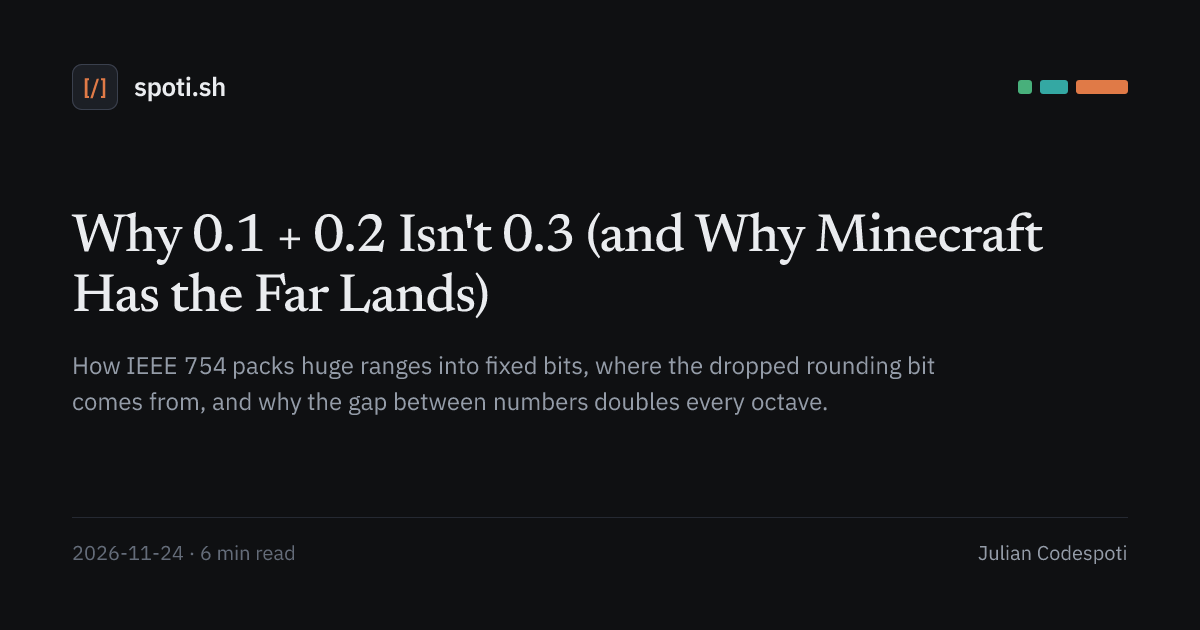 [/] spoti.sh
Why 0.1 + 0.2 Isn't 0.3 (and Why Minecraft
Has the Far Lands)
How IEEE 754 packs huge ranges into fixed bits, where the dropped rounding bit
comes from, and why the gap between numbers doubles every octave.
2026-11-24 · 6 min read
Julian Codespoti